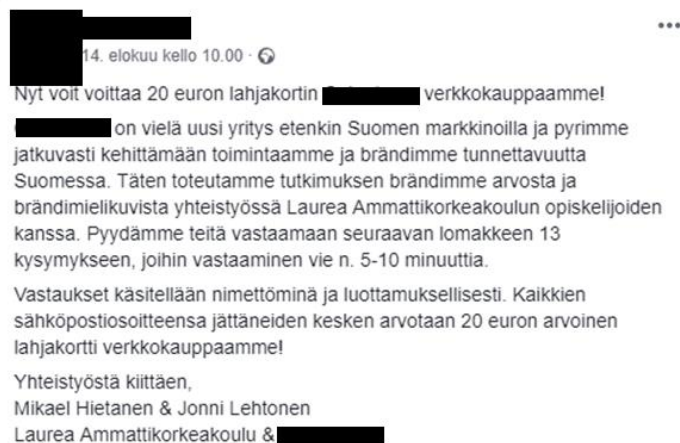 14. elokuu kello 10.00
Nyt voit voittaa 20 euron lahjakortin verkkokauppaamme!
on vielä uusi yritys etenkin Suomen markkinoilla ja pyrimme
jatkuvasti kehittämään toimintaamme ja brändimme tunnettavuutta
Suomessa. Täten toteutamme tutkimuksen brändimme arvosta ja
brändimielikuvista yhteistyössä Laurea Ammattikorkeakoulun opiskelijoiden
kanssa. Pyydämme teitä vastaamaan seuraavan lomakkeen 13
kysymykseen, joihin vastaaminen vie n. 5-10 minuuttia.
Vastaukset käsitellään nimettöminä ja luottamuksellisesti. Kaikkien
sähköpostiosoitteensa jättäneiden kesken arvotaan 20 euron arvoinen
lahjakortti verkkokauppaamme!
Yhteistyöstä kiittäen,
Mikael Hietanen & Jonni Lehtonen
Laurea Ammattikorkeakoulu &